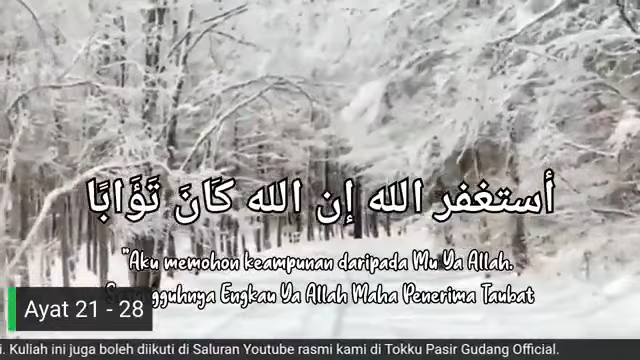 أستغفر الله إن الله كَانَ تَوَّابًا
"Aku memohon keampunan daripada Mu Ya Allah.
Engkau Ya Allah Maha Penerima Taubat
Ayat 21 - 28
i. Kuliah ini juga boleh diikuti di Saluran Youtube rasmi kami di Tokku Pasir Gudang Official.